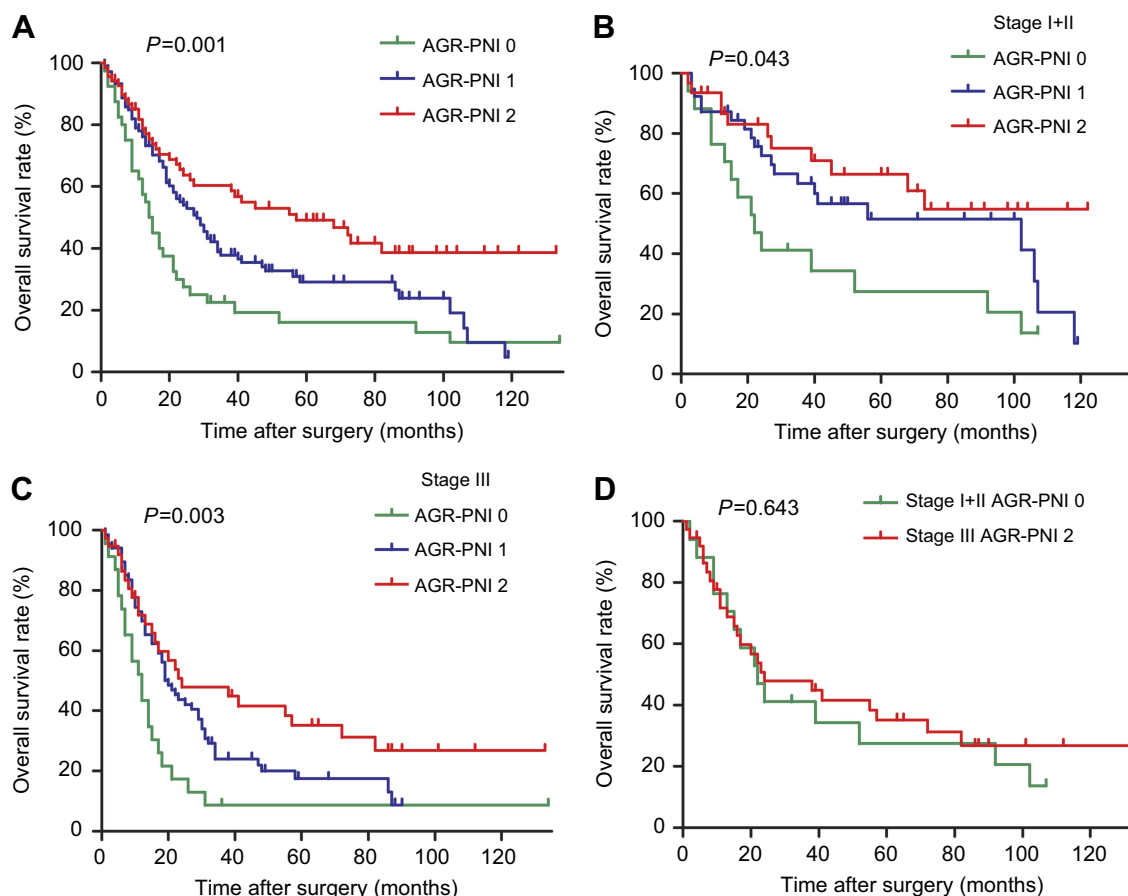 A
P=0.001
AGR-PNI 0
AGR-PNI 1
AGR-PNI 2
Overall survival rate (%)
100
80
60
40
20
0
0 20 40 60 80 100 120
Time after surgery (months)
B
Stage I+II
P=0.043
AGR-PNI 0
AGR-PNI 1
AGR-PNI 2
Overall survival rate (%)
100
80
60
40
20
0
0 20 40 60 80 100 120
Time after surgery (months)
C
Stage III
P=0.003
AGR-PNI 0
AGR-PNI 1
AGR-PNI 2
Overall survival rate (%)
100
80
60
40
20
0
0 20 40 60 80 100 120
Time after surgery (months)
D
P=0.643
Stage I+II AGR-PNI 0
Stage III AGR-PNI 2
Overall survival rate (%)
100
80
60
40
20
0
0 20 40 60 80 100 120
Time after surgery (months)